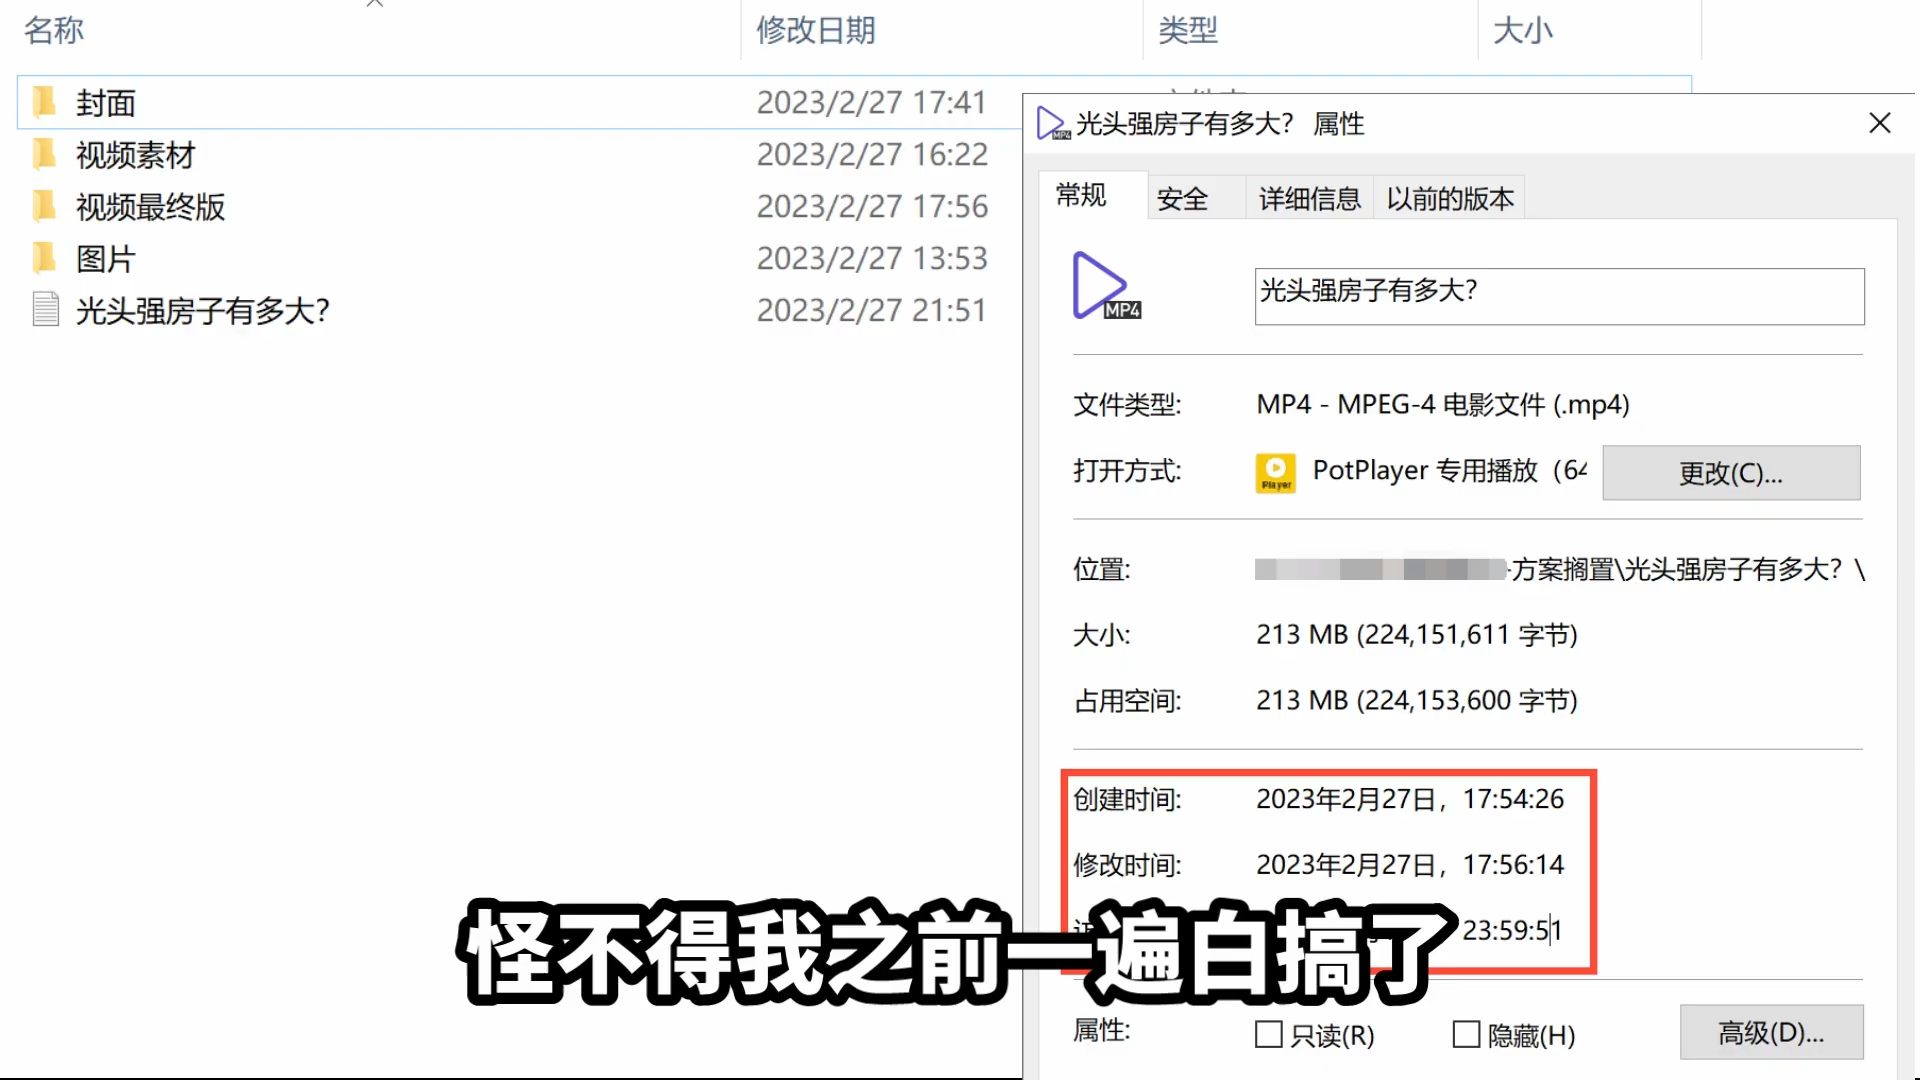 名称 修改日期 类型 大小
封面 2023/2/27 17:41
视频素材 2023/2/27 16:22
视频最终版 2023/2/27 17:56
图片 2023/2/27 13:53
光头强房子有多大? 2023/2/27 21:51
光头强房子有多大? 属性
常规 安全 详细信息 以前的版本
MP4
光头强房子有多大?
文件类型: MP4 - MPEG-4 电影文件 (.mp4)
打开方式: Player PotPlayer 专用播放（64 更改(C)...
位置: -方案搁置\光头强房子有多大? \
大小: 213 MB (224,151,611 字节)
占用空间: 213 MB (224,153,600 字节)
创建时间: 2023年2月27日，17:54:26
修改时间: 2023年2月27日，17:56:14
23:59:51
怪不得我之前一遍白搞了
属性: 只读(R) 隐藏(H) 高级(D)...